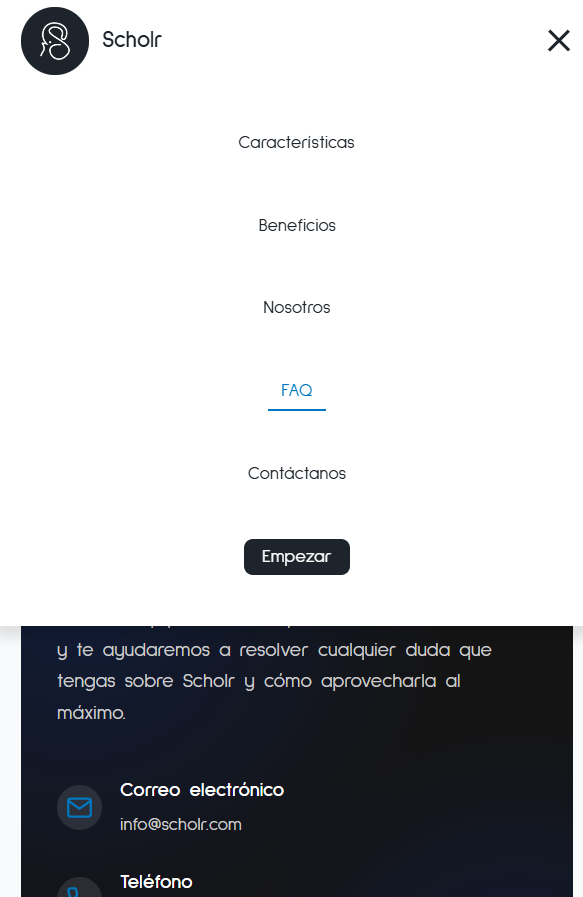 Scholr
Características
Beneficios
Nosotros
FAQ
Contáctanos
Empezar
y te ayudaremos a resolver cualquier duda que
tengas sobre Scholr y cómo aprovecharla al
máximo.
Correo electrónico
info@scholr.com
Teléfono